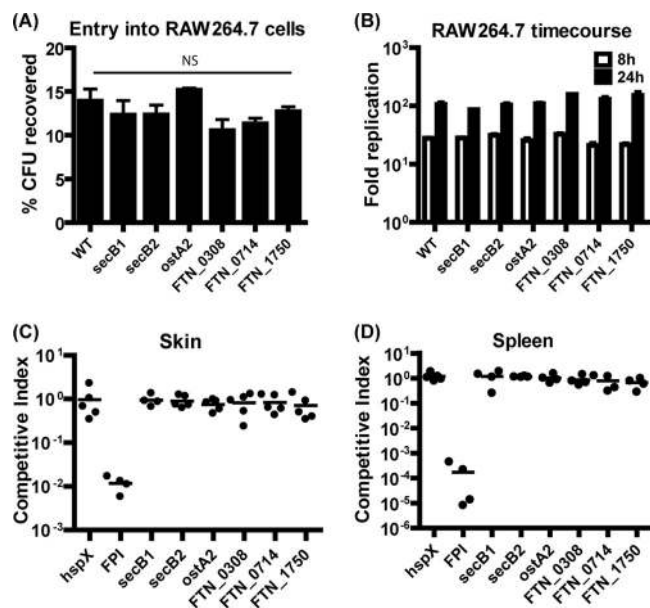 (A)
Entry into RAW264.7 cells
NS
% CFU recovered
20
15
10
5
0
WT
secB1
secB2
ostA2
FTN_0308
FTN_0714
FTN_1750
(B)
RAW264.7 timecourse
8h
24h
Fold replication
10³
10²
10¹
10⁰
WT
secB1
secB2
ostA2
FTN_0308
FTN_0714
FTN_1750
(C)
Skin
Competitive Index
10¹
10⁰
10⁻¹
10⁻²
10⁻³
hspX
FPI
secB1
secB2
ostA2
FTN_0308
FTN_0714
FTN_1750
(D)
Spleen
Competitive Index
10¹
10⁰
10⁻¹
10⁻²
10⁻³
10⁻⁴
10⁻⁵
10⁻⁶
hspX
FPI
secB1
secB2
ostA2
FTN_0308
FTN_0714
FTN_1750